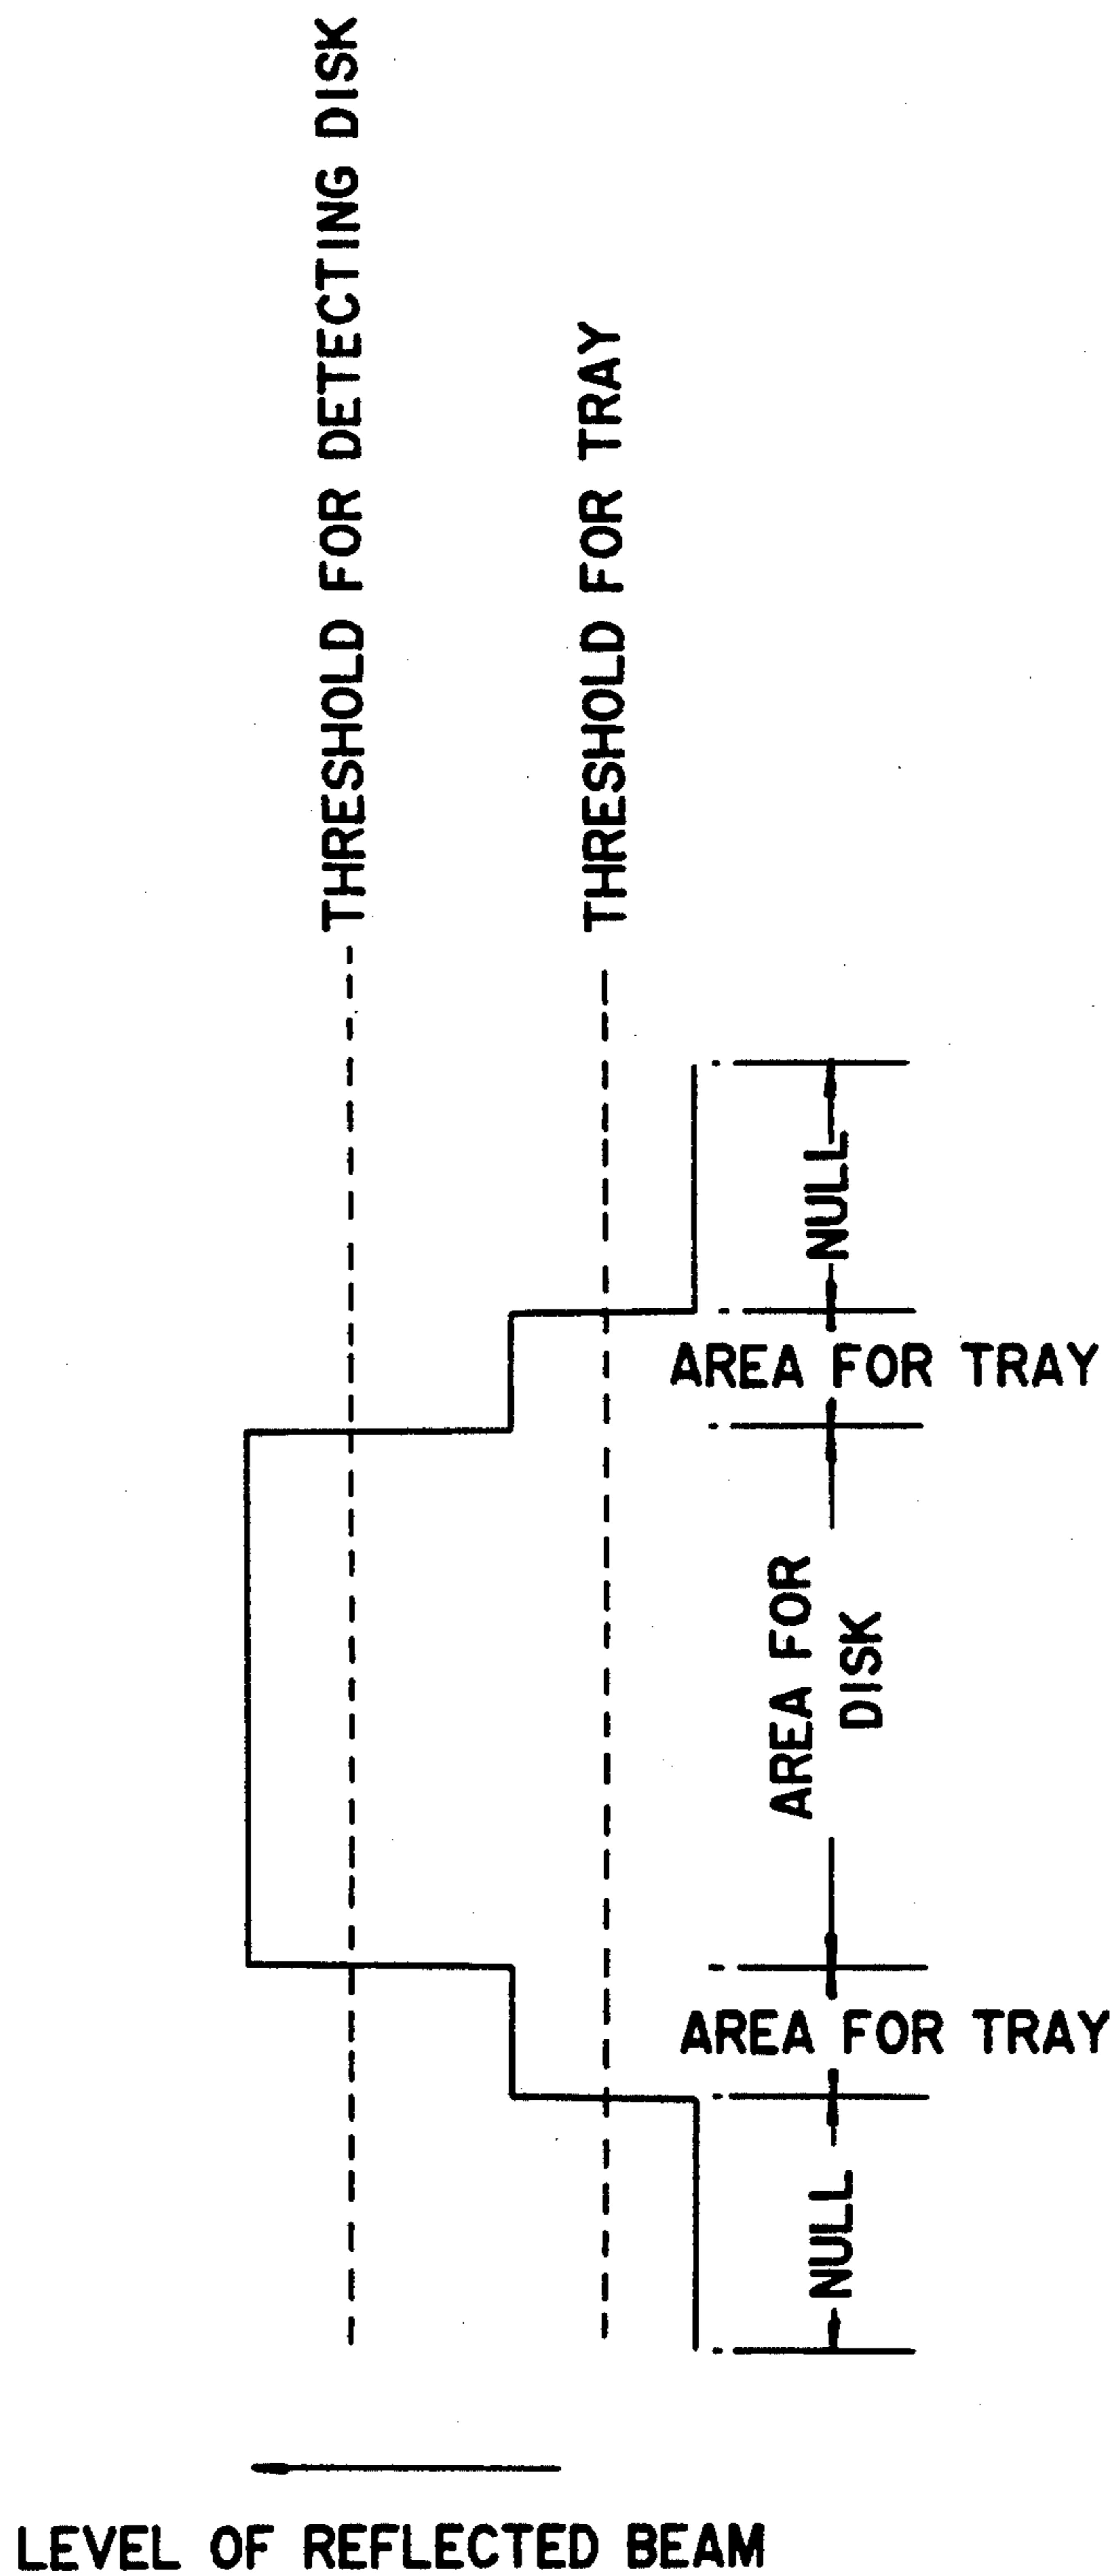 THRESHOLD FOR DETECTING DISK
THRESHOLD FOR TRAY
NULL
AREA FOR TRAY
AREA FOR
DISK
AREA FOR TRAY
NULL
LEVEL OF REFLECTED BEAM